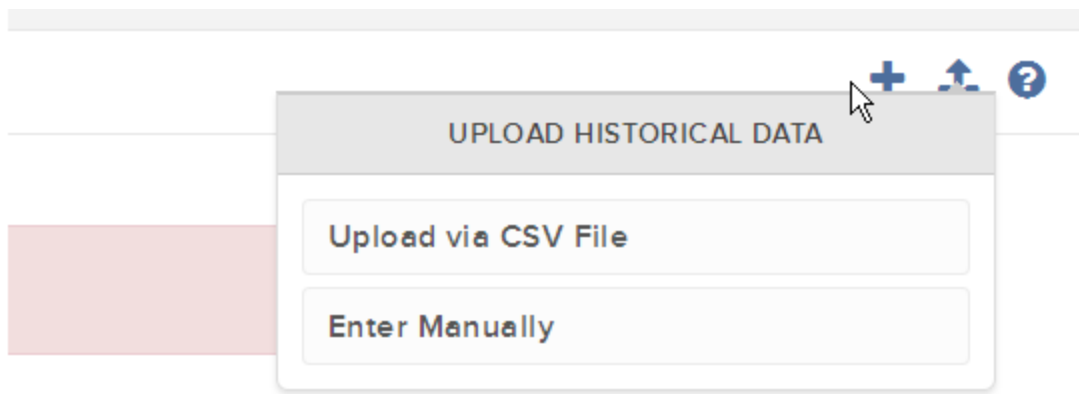 UPLOAD HISTORICAL DATA
Upload via CSV File
Enter Manually